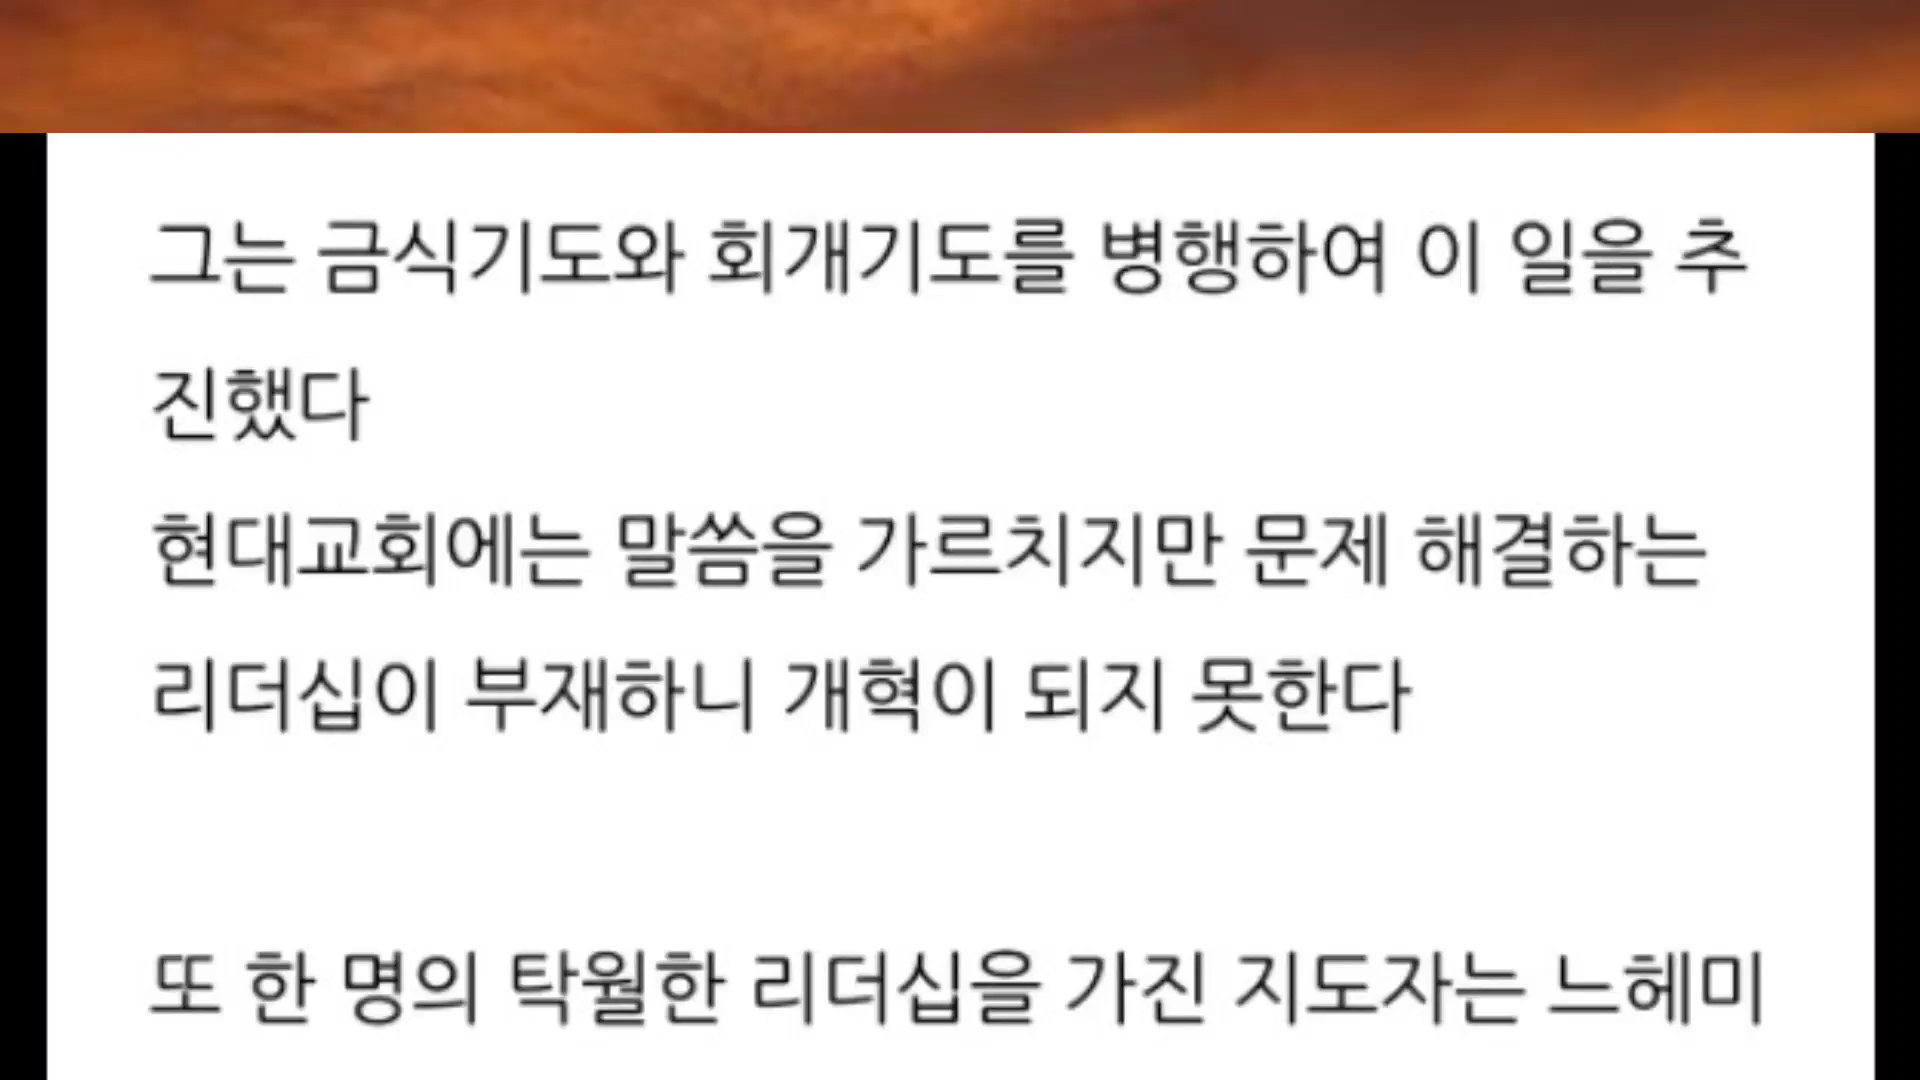 그는 금식기도와 회개기도를 병행하여 이 일을 추
진했다
현대교회에는 말씀을 가르치지만 문제 해결하는
리더십이 부재하니 개혁이 되지 못한다
또 한 명의 탁월한 리더십을 가진 지도자는 느헤미